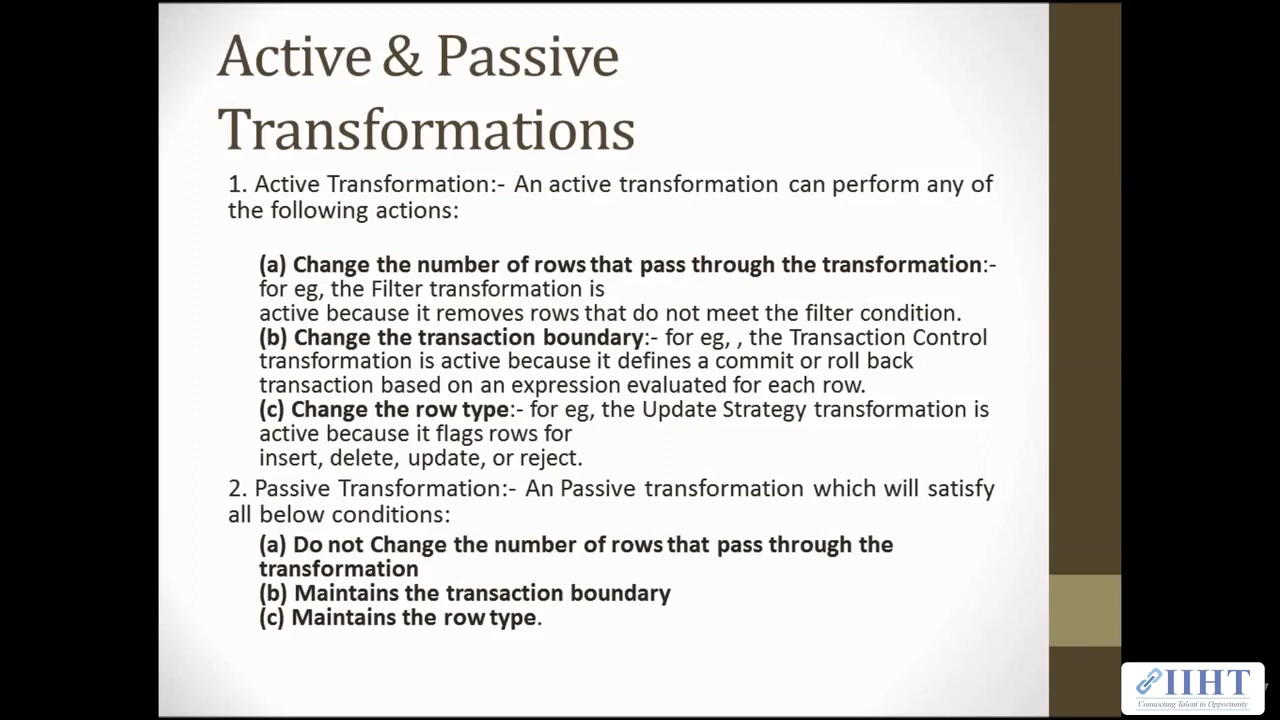 Active & Passive
Transformations
1. Active Transformation:- An active transformation can perform any of
the following actions:
(a) Change the number of rows that pass through the transformation:-
for eg, the Filter transformation is
active because it removes rows that do not meet the filter condition.
(b) Change the transaction boundary:- for eg, , the Transaction Control
transformation is active because it defines a commit or roll back
transaction based on an expression evaluated for each row.
(c) Change the row type:- for eg, the Update Strategy transformation is
active because it flags rows for
insert, delete, update, or reject.
2. Passive Transformation:- An Passive transformation which will satisfy
all below conditions:
(a) Do not Change the number of rows that pass through the
transformation
(b) Maintains the transaction boundary
(c) Maintains the row type.
IIHT
Connecting Talent to Opportunity